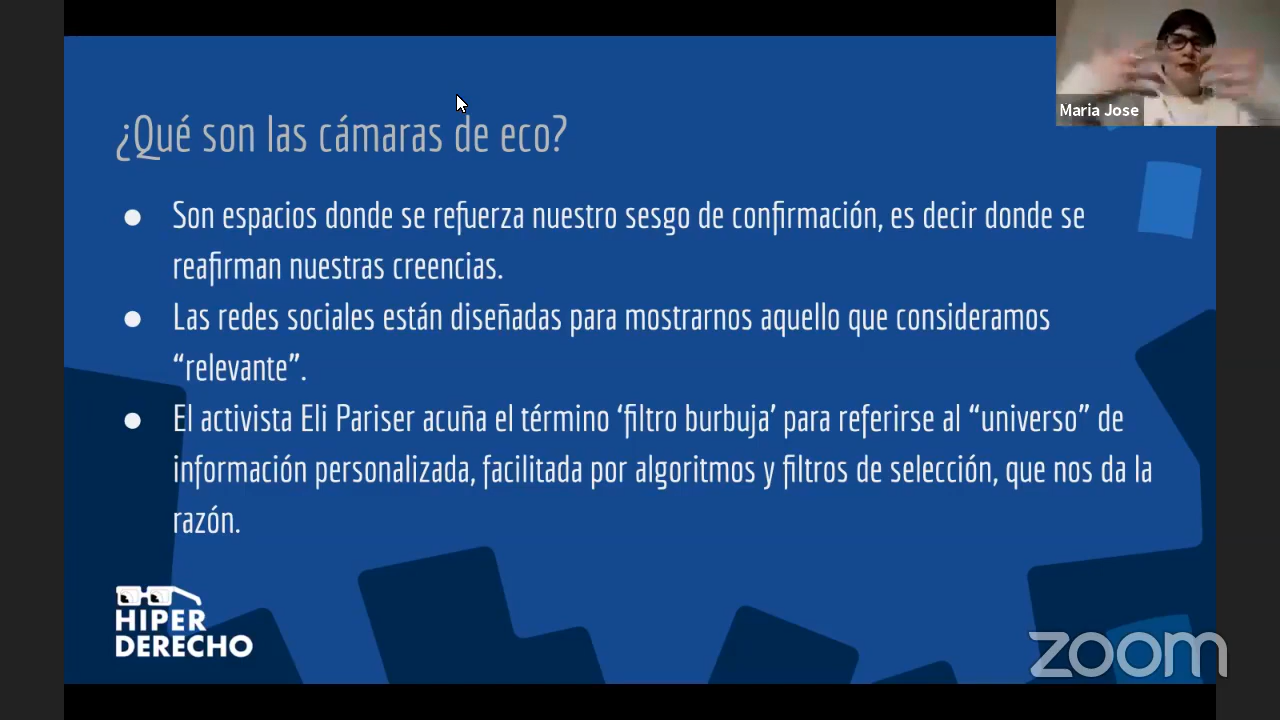 Maria Jose
¿Qué son las cámaras de eco?
● Son espacios donde se refuerza nuestro sesgo de confirmación, es decir donde se
reafirman nuestras creencias.
● Las redes sociales están diseñadas para mostrarnos aquello que consideramos
“relevante”.
● El activista Eli Pariser acuña el término ‘filtro burbuja’ para referirse al “universo” de
información personalizada, facilitada por algoritmos y filtros de selección, que nos da la
razón.
HIPER
DERECHO
zoom